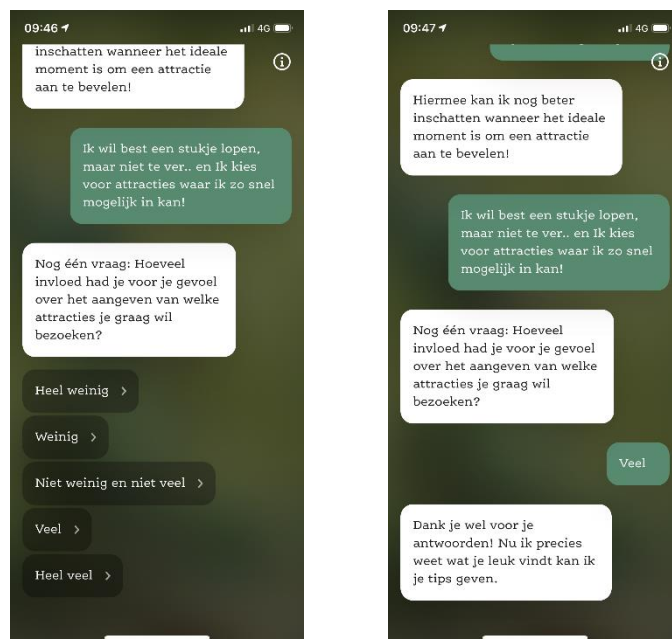 09:46
4G
inschatten wanneer het ideale
moment is om een attractie
aan te bevelen!
Ik wil best een stukje lopen,
maar niet te ver.. en Ik kies
voor attracties waar ik zo snel
mogelijk in kan!
Nog één vraag: Hoeveel
invloed had je voor je gevoel
over het aangeven van welke
attracties je graag wil
bezoeken?
Heel weinig
Weinig
Niet weinig en niet veel
Veel
Heel veel
09:47
4G
Hiermee kan ik nog beter
inschatten wanneer het ideale
moment is om een attractie
aan te bevelen!
Ik wil best een stukje lopen,
maar niet te ver.. en Ik kies
voor attracties waar ik zo snel
mogelijk in kan!
Nog één vraag: Hoeveel
invloed had je voor je gevoel
over het aangeven van welke
attracties je graag wil
bezoeken?
Veel
Dank je wel voor je
antwoorden! Nu ik precies
weet wat je leuk vindt kan ik
je tips geven.